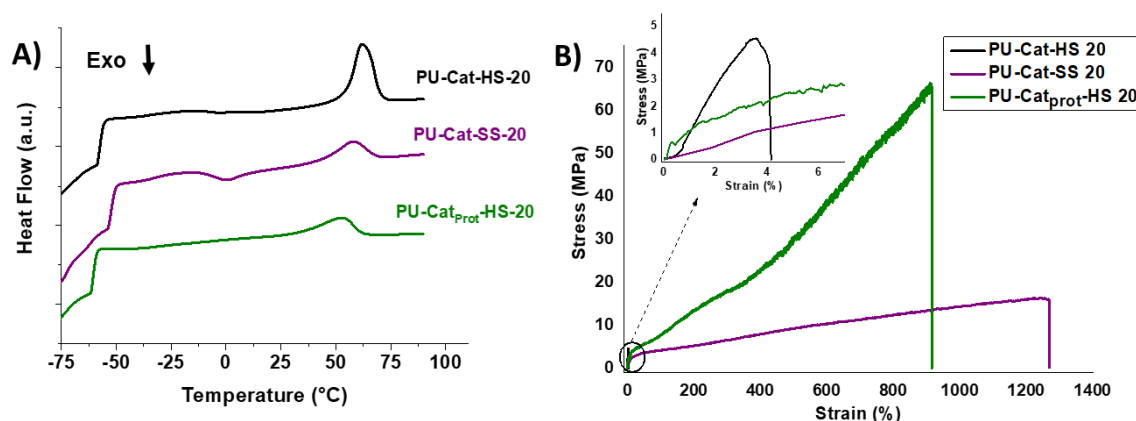 A)
Exo
PU-Cat-HS-20
PU-Cat-SS-20
PU-CatProt-HS-20
Heat Flow (a.u.)
-75 -50 -25 0 25 50 75 100
Temperature (°C)
B)
PU-Cat-HS 20
PU-Cat-SS 20
PU-Catprot-HS 20
Stress (MPa)
5
4
3
2
1
0
0 2 4 6
Strain (%)
Stress (MPa)
70
60
50
40
30
20
10
0
0 200 400 600 800 1000 1200 1400
Strain (%)